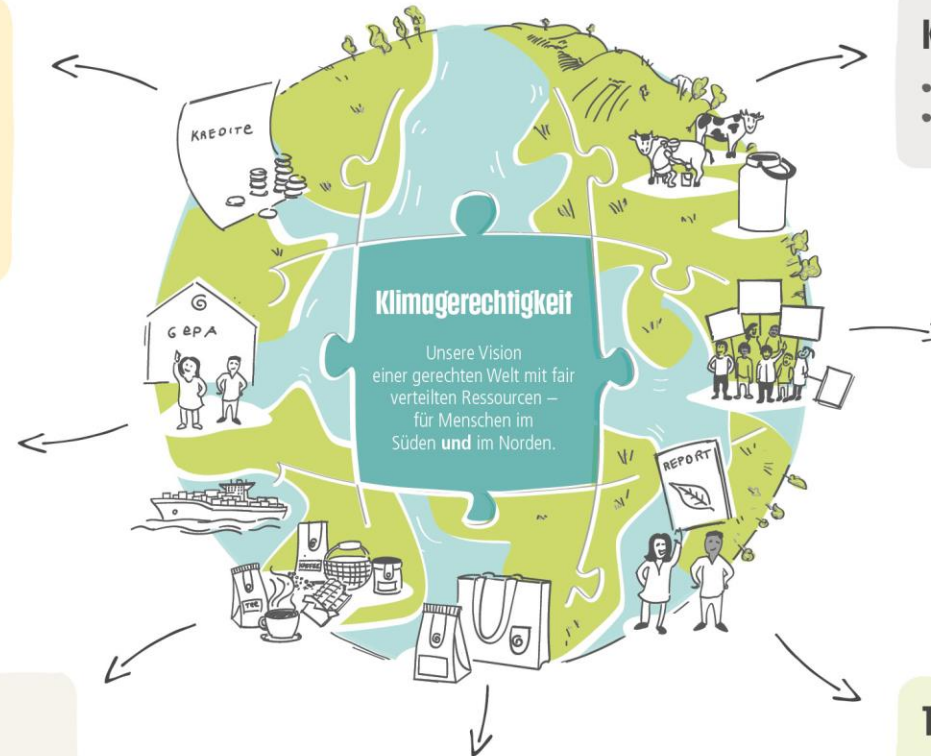 KREDITE
G
GEPA
Klimagerechtigkeit
Unsere Vision
einer gerechten Welt mit fair
verteilten Ressourcen –
für Menschen im
Süden und im Norden.
REPORT
KAFFEE
TEE
G
G